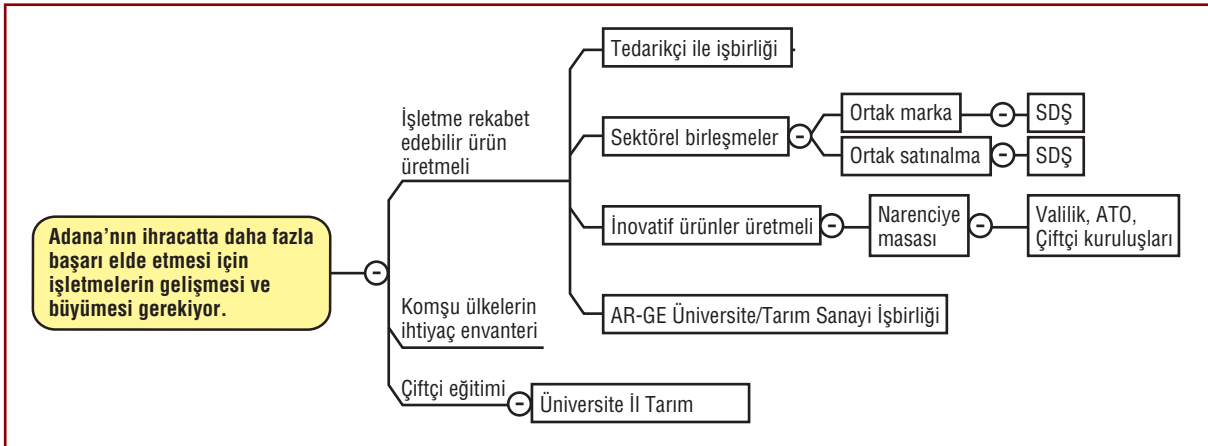 Adana’nın ihracatta daha fazla
başarı elde etmesi için
işletmelerin gelişmesi ve
büyümesi gerekiyor.
İşletme rekabet
edebilir ürün
üretmeli
Tedarikçi ile işbirliği
Sektörel birleşmeler
Ortak marka
SDŞ
Ortak satınalma
SDŞ
İnovatif ürünler üretmeli
Narenciye
masası
Valilik, ATO,
Çiftçi kuruluşları
AR-GE Üniversite/Tarım Sanayi İşbirliği
Komşu ülkelerin
ihtiyaç envanteri
Çiftçi eğitimi
Üniversite İl Tarım